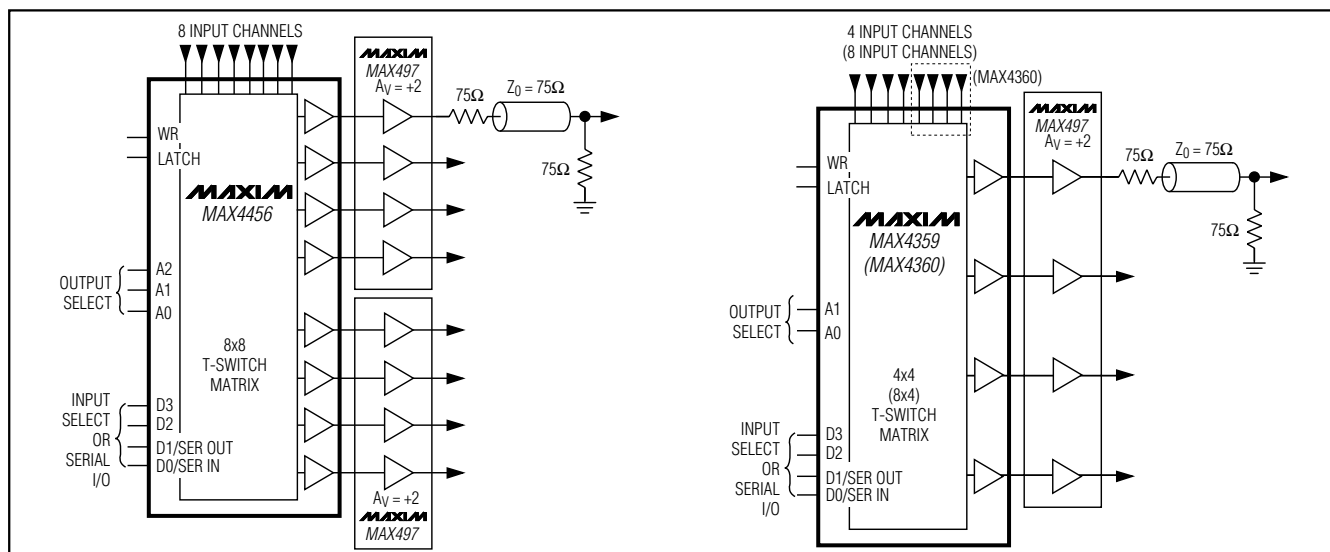 8 INPUT CHANNELS
MAXIM
MAX497
AV = +2
75Ω
Z0 = 75Ω
75Ω
WR
LATCH
MAXIM
MAX4456
OUTPUT
SELECT
A2
A1
A0
8x8
T-SWITCH
MATRIX
INPUT
SELECT
OR
SERIAL
I/O
D3
D2
D1/SER OUT
D0/SER IN
AV = +2
MAXIM
MAX497
4 INPUT CHANNELS
(8 INPUT CHANNELS)
(MAX4360)
MAXIM
MAX497
AV = +2
75Ω
Z0 = 75Ω
75Ω
WR
LATCH
MAXIM
MAX4359
(MAX4360)
OUTPUT
SELECT
A1
A0
4x4
(8x4)
T-SWITCH
MATRIX
INPUT
SELECT
OR
SERIAL
I/O
D3
D2
D1/SER OUT
D0/SER IN